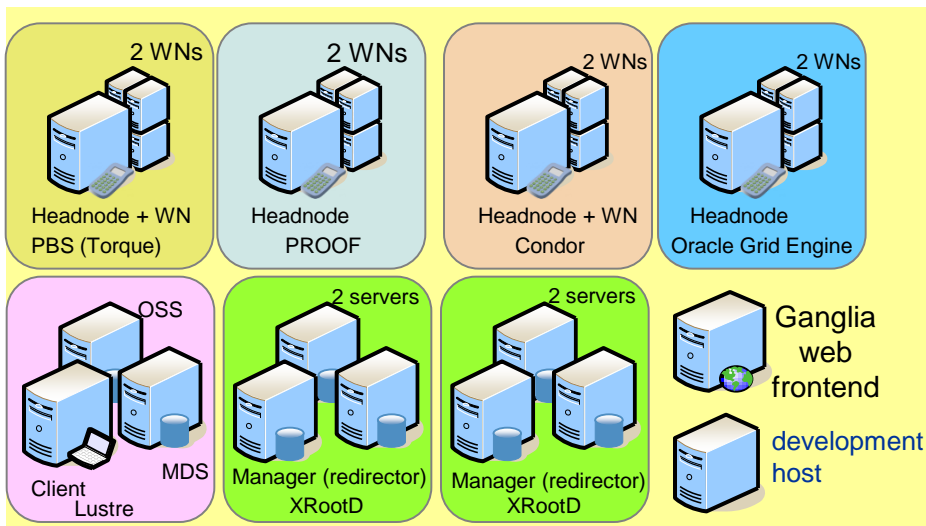 2 WNs
Headnode + WN
PBS (Torque)
2 WNs
Headnode
PROOF
2 WNs
Headnode + WN
Condor
2 WNs
Headnode
Oracle Grid Engine
OSS
MDS
Client
Lustre
2 servers
Manager (redirector)
XRootD
2 servers
Manager (redirector)
XRootD
Ganglia
web
frontend
development
host